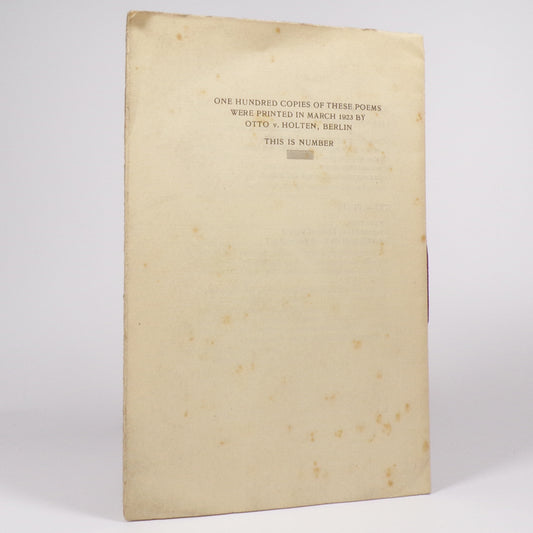 ONE HUNDRED COPIES OF THESE POEMS
WERE PRINTED IN MARCH 1923 BY
OTTO v. HOLTEN, BERLIN
THIS IS NUMBER